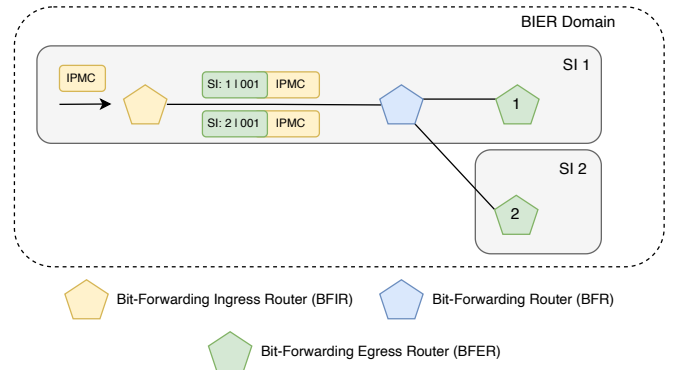 BIER Domain
SI 1
IPMC
SI: 1 | 001 IPMC
SI: 2 | 001 IPMC
1
SI 2
2
Bit-Forwarding Ingress Router (BFIR)
Bit-Forwarding Router (BFR)
Bit-Forwarding Egress Router (BFER)